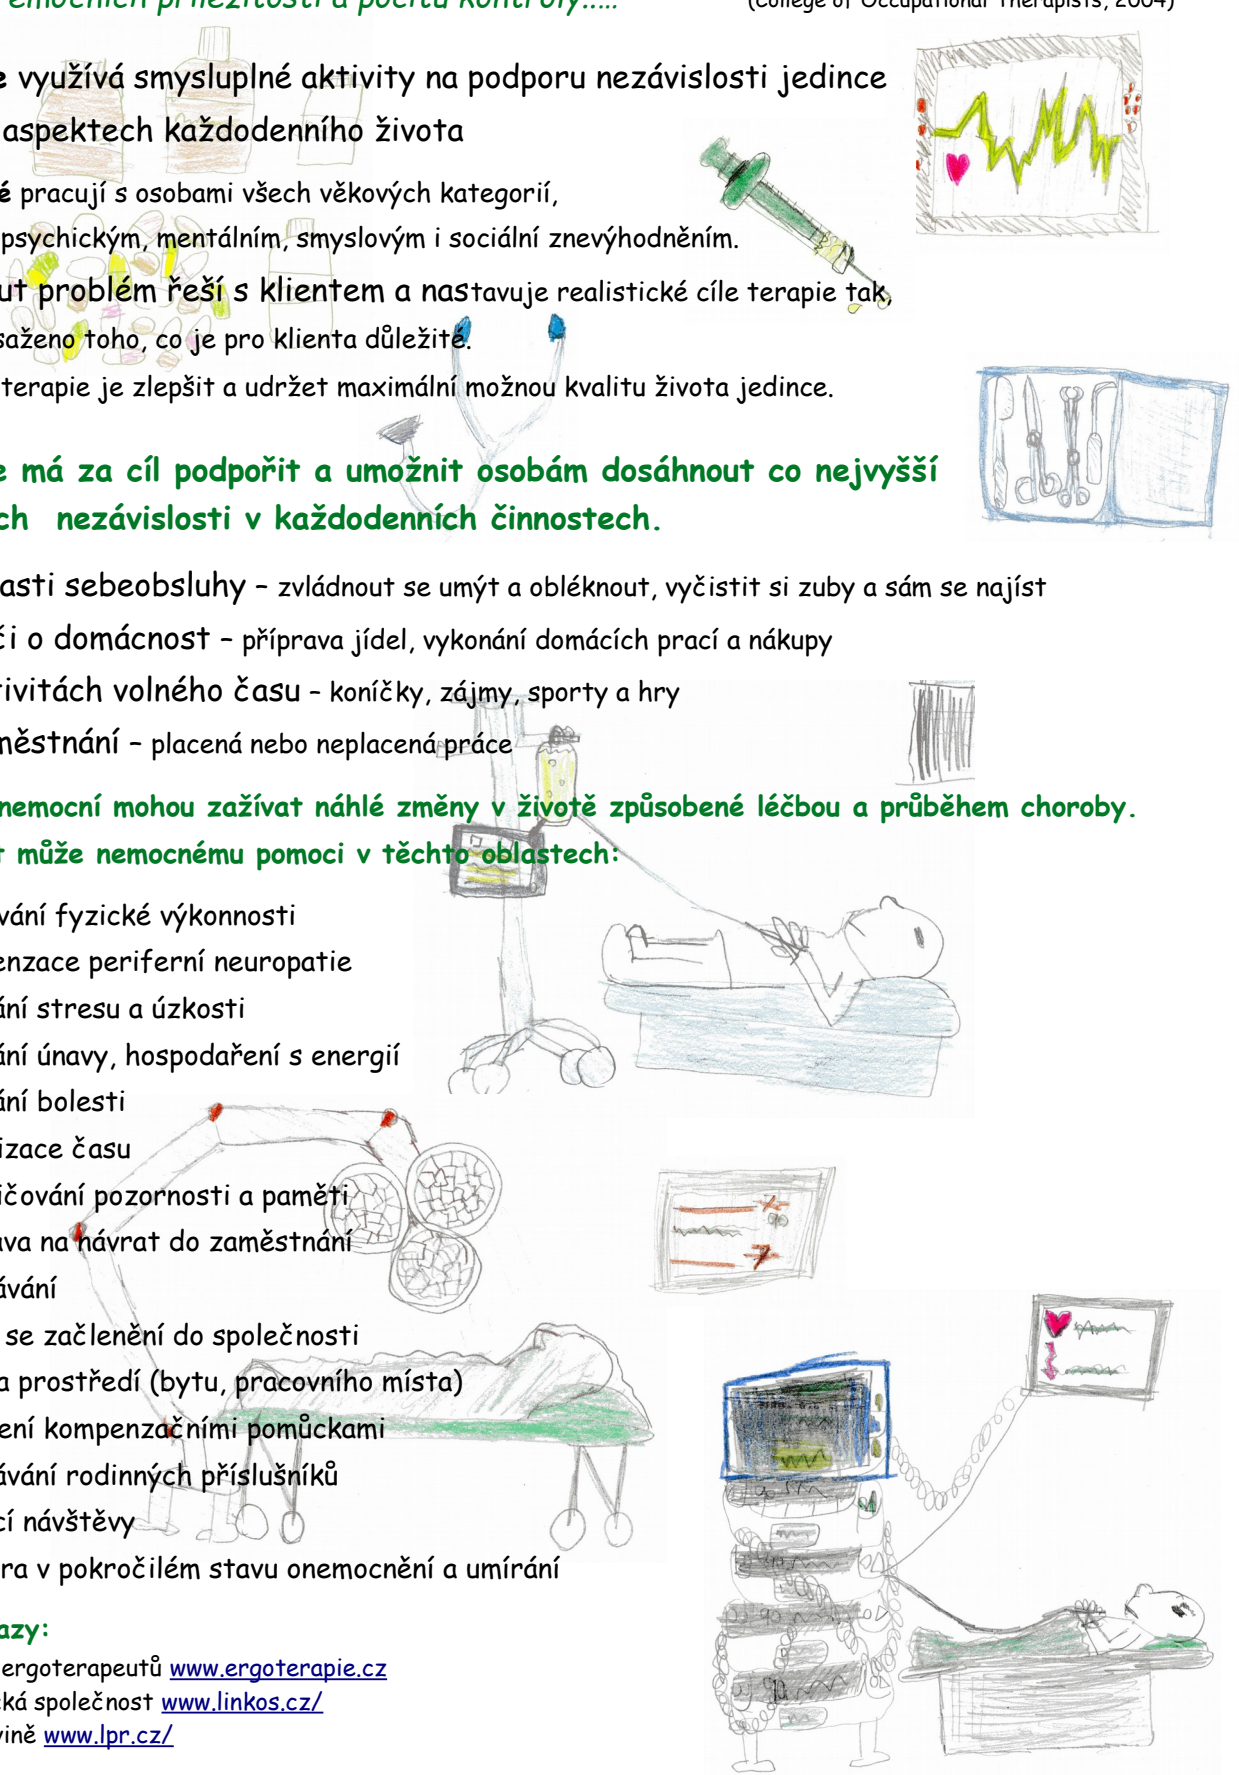 emocních příležitostí a pocitu kontroly..… (College of Occupational Therapists, 2004)
e využívá smysluplné aktivity na podporu nezávislosti jedince
aspektech každodenního života
é pracují s osobami všech věkových kategorií,
psychickým, mentálním, smyslovým i sociální znevýhodněním.
ut problém řeší s klientem a nastavuje realistické cíle terapie tak,
saženo toho, co je pro klienta důležité.
terapie je zlepšit a udržet maximální možnou kvalitu života jedince.
e má za cíl podpořit a umožnit osobám dosáhnout co nejvyšší
ch nezávislosti v každodenních činnostech.
asti sebeobsluhy – zvládnout se umýt a obléknout, vyčistit si zuby a sám se najíst
či o domácnost – příprava jídel, vykonání domácích prací a nákupy
tivitách volného času – koníčky, zájmy, sporty a hry
městnání – placená nebo neplacená práce
nemocní mohou zažívat náhlé změny v životě způsobené léčbou a průběhem choroby.
t může nemocnému pomoci v těchto oblastech:
vání fyzické výkonnosti
enzace periferní neuropatie
ání stresu a úzkosti
ání únavy, hospodaření s energií
ání bolesti
izace času
ičování pozornosti a paměti
ava na návrat do zaměstnání
ávání
se začlenění do společnosti
a prostředí (bytu, pracovního místa)
ení kompenzačními pomůckami
ávání rodinných příslušníků
cí návštěvy
ra v pokročilém stavu onemocnění a umírání
azy:
ergoterapeutů www.ergoterapie.cz
cká společnost www.linkos.cz/
vině www.lpr.cz/